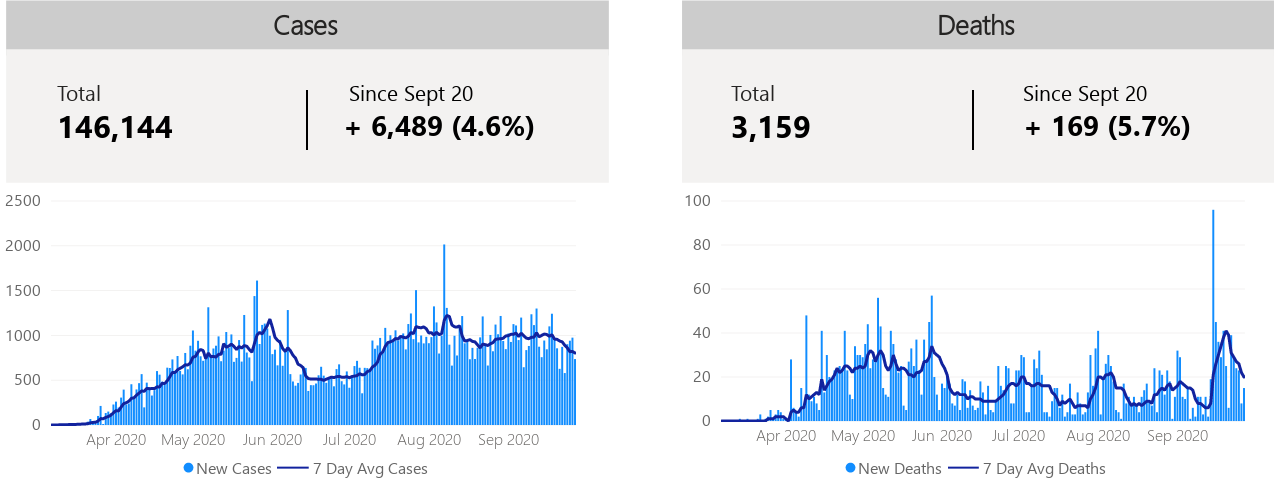 Cases
Total
146,144
Since Sept 20
+ 6,489 (4.6%)
2500
2000
1500
1000
500
0
Apr 2020 May 2020 Jun 2020 Jul 2020 Aug 2020 Sep 2020
New Cases 7 Day Avg Cases
Deaths
Total
3,159
Since Sept 20
+ 169 (5.7%)
100
80
60
40
20
0
Apr 2020 May 2020 Jun 2020 Jul 2020 Aug 2020 Sep 2020
New Deaths 7 Day Avg Deaths